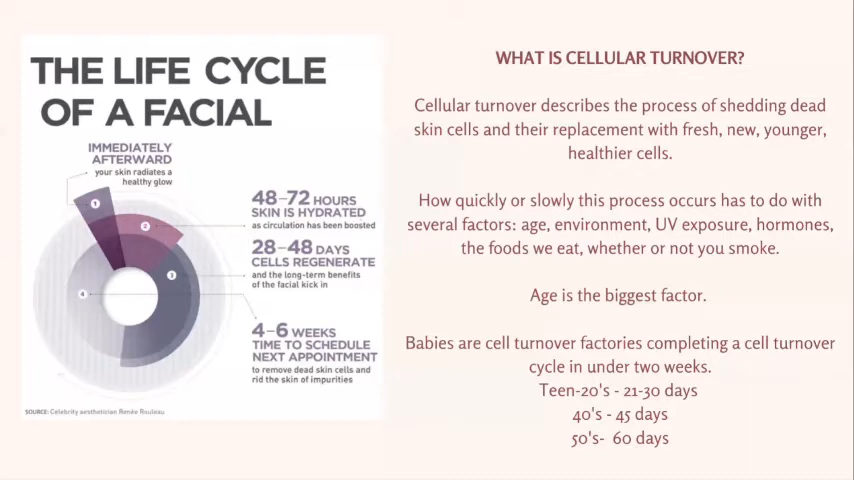 THE LIFE CYCLE
OF A FACIAL
IMMEDIATELY
AFTERWARD
your skin radiates a
healthy glow
1
2
3
4
48–72 HOURS
SKIN IS HYDRATED
as circulation has been boosted
28–48 DAYS
CELLS REGENERATE
and the long-term benefits
of the facial kick in
4–6 WEEKS
TIME TO SCHEDULE
NEXT APPOINTMENT
to remove dead skin cells and
rid the skin of impurities
SOURCE: Celebrity aesthetician Renée Rouleau
WHAT IS CELLULAR TURNOVER?
Cellular turnover describes the process of shedding dead
skin cells and their replacement with fresh, new, younger,
healthier cells.
How quickly or slowly this process occurs has to do with
several factors: age, environment, UV exposure, hormones,
the foods we eat, whether or not you smoke.
Age is the biggest factor.
Babies are cell turnover factories completing a cell turnover
cycle in under two weeks.
Teen-20's - 21-30 days
40's - 45 days
50's- 60 days